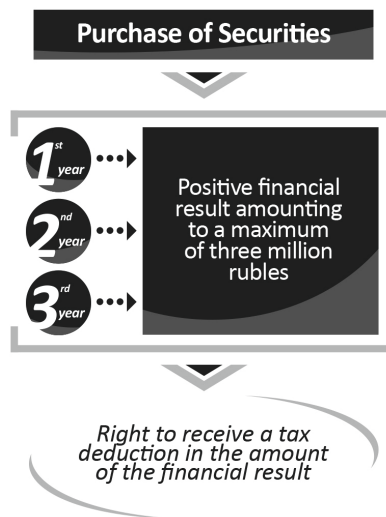 Purchase of Securities
1st year
2nd year
3rd year
Positive financial
result amounting
to a maximum
of three million
rubles
Right to receive a tax
deduction in the amount
of the financial result